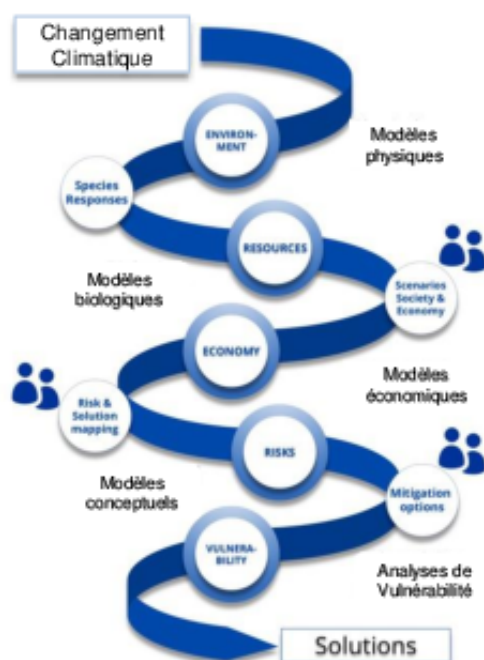 Changement
Climatique
ENVIRON-
MENT
Modèles
physiques
Species
Responses
RESOURCES
Modèles
biologiques
Scenarios
Society &
Economy
ECONOMY
Modèles
économiques
Risk &
Solution
mapping
RISKS
Modèles
conceptuels
Mitigation
options
VULNERA-
BILITY
Analyses de
Vulnérabilité
Solutions